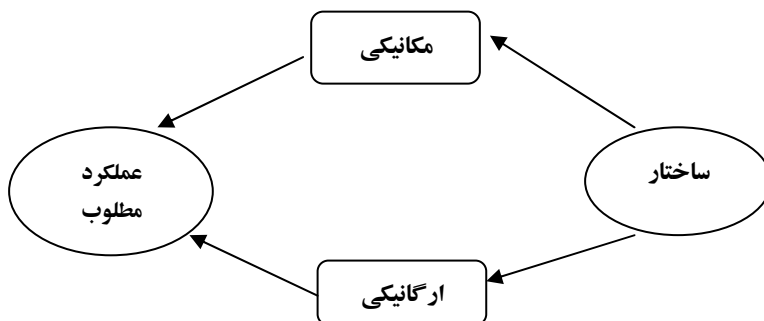 مکانیکی
ساختار
عملکرد
مطلوب
ارگانیکی